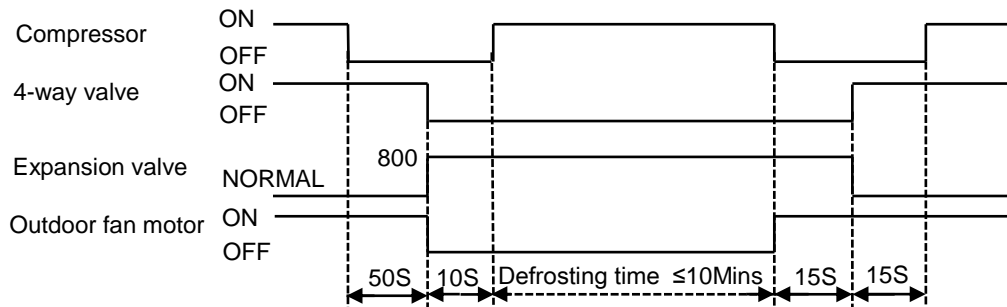 Compressor
ON
OFF
4-way valve
ON
OFF
Expansion valve
800
NORMAL
Outdoor fan motor
ON
OFF
50S 10S Defrosting time ≤10Mins 15S 15S